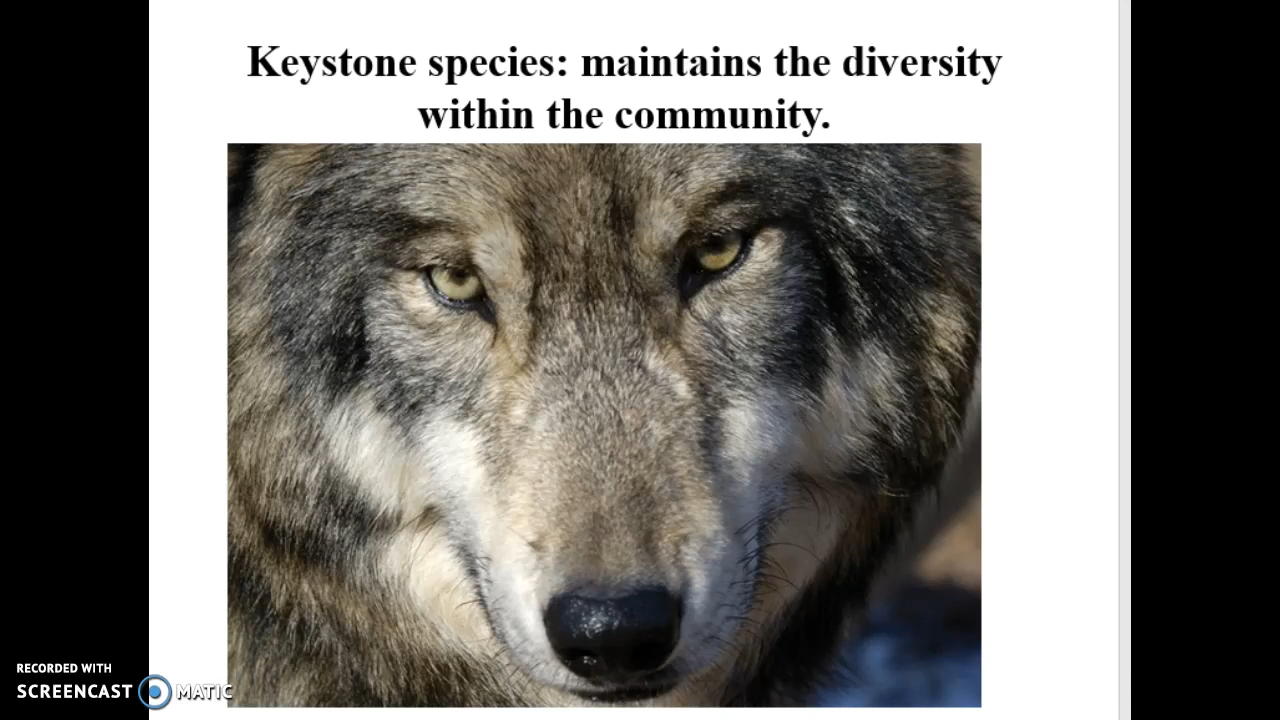 Keystone species: maintains the diversity
within the community.
RECORDED WITH
SCREENCAST MATIC